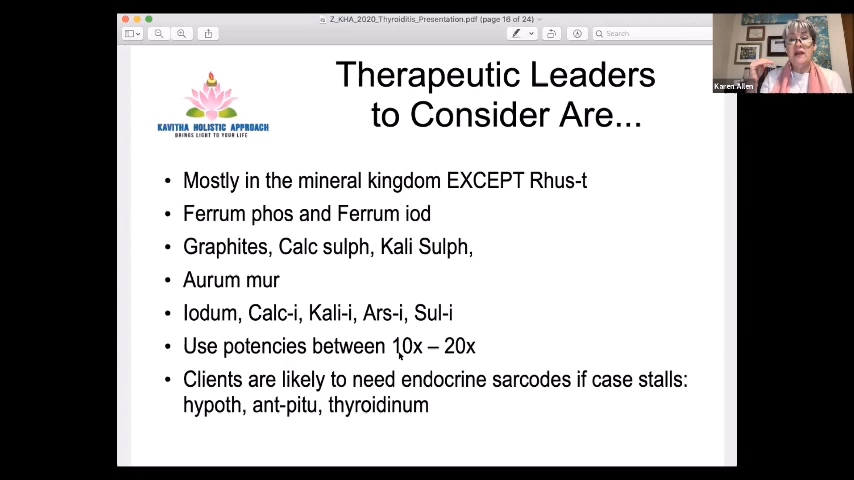 Z_KHA_2020_Thyroiditis_Presentation.pdf (page 16 of 24)
Search
Karen Allen
KAVITHA HOLISTIC APPROACH
BRINGS LIGHT TO YOUR LIFE
Therapeutic Leaders
to Consider Are...
• Mostly in the mineral kingdom EXCEPT Rhus-t
• Ferrum phos and Ferrum iod
• Graphites, Calc sulph, Kali Sulph,
• Aurum mur
• Iodum, Calc-i, Kali-i, Ars-i, Sul-i
• Use potencies between 10x – 20x
• Clients are likely to need endocrine sarcodes if case stalls:
hypoth, ant-pitu, thyroidinum